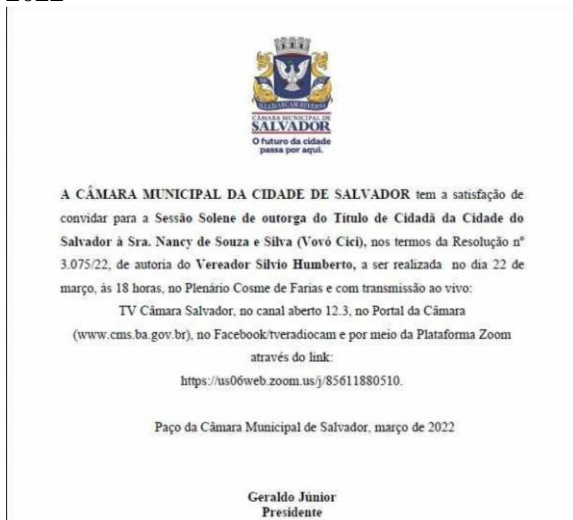 2022
CÂMARA MUNICIPAL DE
SALVADOR
O futuro da cidade
passa por aqui.
A CÂMARA MUNICIPAL DA CIDADE DE SALVADOR tem a satisfação de
convidar para a Sessão Solene de outorga do Título de Cidadã da Cidade do
Salvador à Sra. Nancy de Souza e Silva (Vovó Cici), nos termos da Resolução nº
3.075/22, de autoria do Vereador Sílvio Humberto, a ser realizada no dia 22 de
março, às 18 horas, no Plenário Cosme de Farias e com transmissão ao vivo:
TV Câmara Salvador, no canal aberto 12.3, no Portal da Câmara
(www.cms.ba.gov.br), no Facebook/tveradiocam e por meio da Plataforma Zoom
através do link:
https://us06web.zoom.us/j/85611880510.
Paço da Câmara Municipal de Salvador, março de 2022
Geraldo Júnior
Presidente